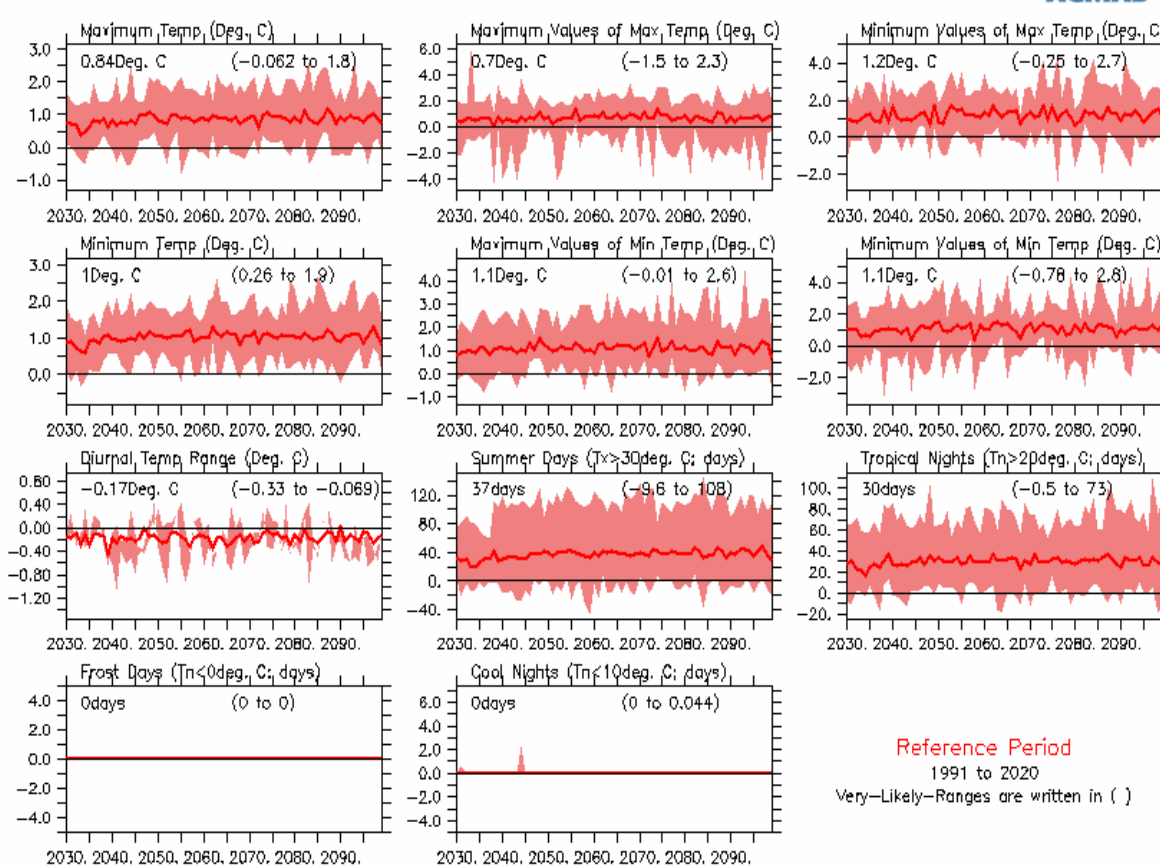 Maximum Temp (Deg. C)
0.84Deg. C (−0.062 to 1.8)
3.0
2.0
1.0
0.0
−1.0
2030. 2040. 2050. 2060. 2070. 2080. 2090.
Maximum Values of Max Temp (Deg. C)
0.7Deg. C (−1.5 to 2.3)
6.0
4.0
2.0
0.0
−2.0
−4.0
2030. 2040. 2050. 2060. 2070. 2080. 2090.
Minimum Values of Max Temp (Deg. C
1.2Deg. C (−0.25 to 2.7)
4.0
2.0
0.0
−2.0
2030. 2040. 2050. 2060. 2070. 2080. 2090.
Minimum Temp (Deg. C)
1Deg. C (0.26 to 1.9)
3.0
2.0
1.0
0.0
2030. 2040. 2050. 2060. 2070. 2080. 2090.
Maximum Values of Min Temp (Deg. C)
1.1Deg. C (−0.01 to 2.6)
4.0
3.0
2.0
1.0
0.0
−1.0
2030. 2040. 2050. 2060. 2070. 2080. 2090.
Minimum Values of Min Temp (Deg. C)
1.1Deg. C (−0.78 to 2.8)
4.0
2.0
0.0
−2.0
2030. 2040. 2050. 2060. 2070. 2080. 2090.
Diurnal Temp Range (Deg. C)
−0.17Deg. C (−0.33 to −0.069)
0.80
0.40
0.00
−0.40
−0.80
−1.20
2030. 2040. 2050. 2060. 2070. 2080. 2090.
Summer Days (Tx>30deg. C; days)
37days (−9.6 to 108)
120.
80.
40.
0.
−40.
2030. 2040. 2050. 2060. 2070. 2080. 2090.
Tropical Nights (Tn>20deg. C; days)
30days (−0.5 to 73)
100.
80.
60.
40.
20.
0.
−20.
2030. 2040. 2050. 2060. 2070. 2080. 2090.
Frost Days (Tn<0deg. C; days)
0days (0 to 0)
4.0
2.0
0.0
−2.0
−4.0
2030. 2040. 2050. 2060. 2070. 2080. 2090.
Cool Nights (Tn<10deg. C; days)
0days (0 to 0.044)
6.0
4.0
2.0
0.0
−2.0
−4.0
2030. 2040. 2050. 2060. 2070. 2080. 2090.
Reference Period
1991 to 2020
Very−Likely−Ranges are written in ( )